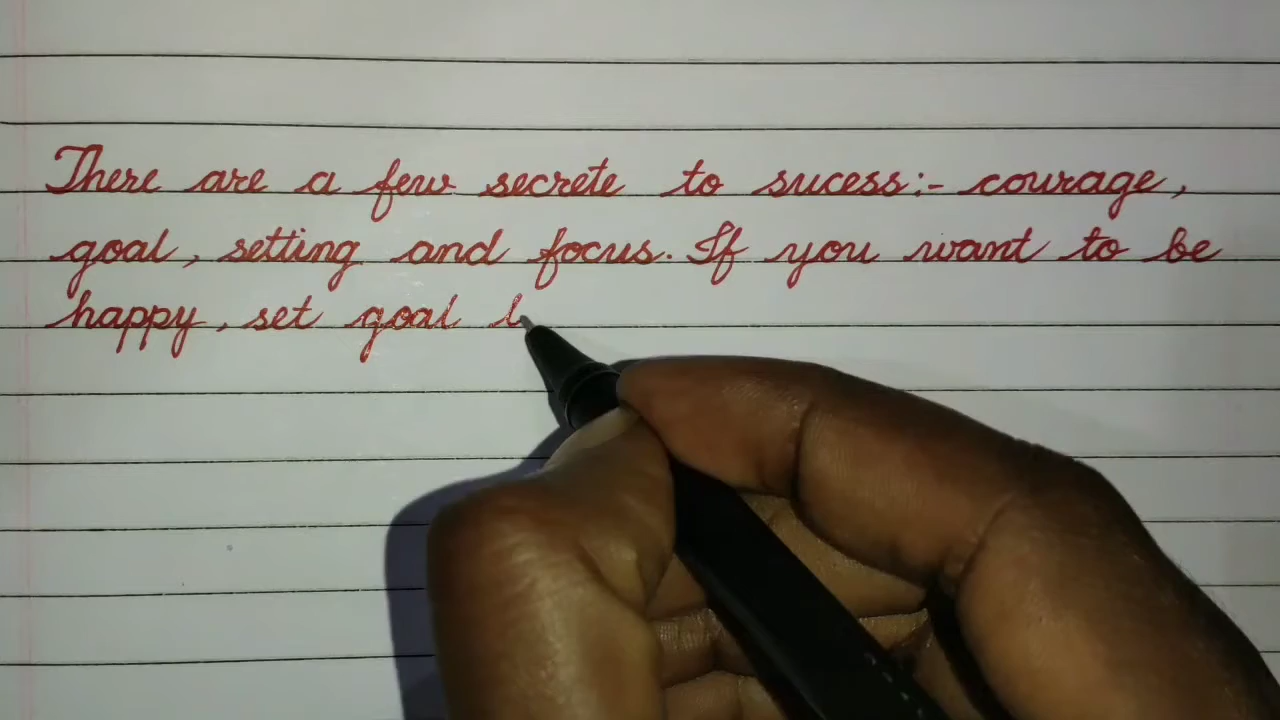 There are a few secrete to sucess:- courage,
goal, setting and focus. If you want to be
happy, set goal